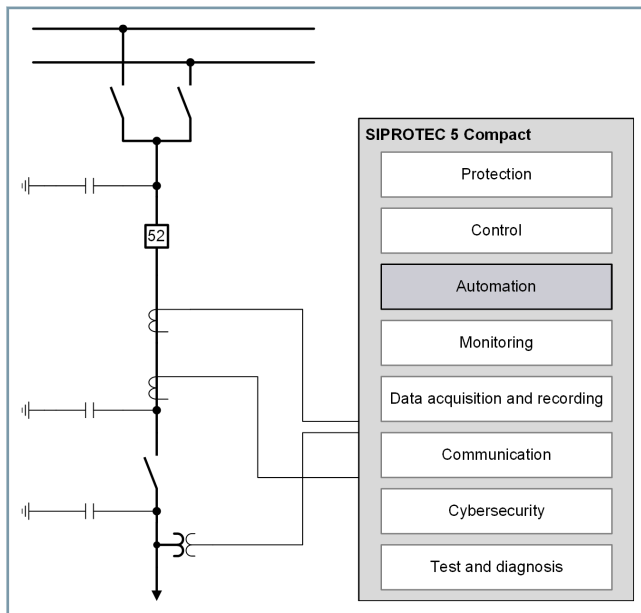 SIPROTEC 5 Compact
Protection
Control
52
Automation
Monitoring
Data acquisition and recording
Communication
Cybersecurity
Test and diagnosis